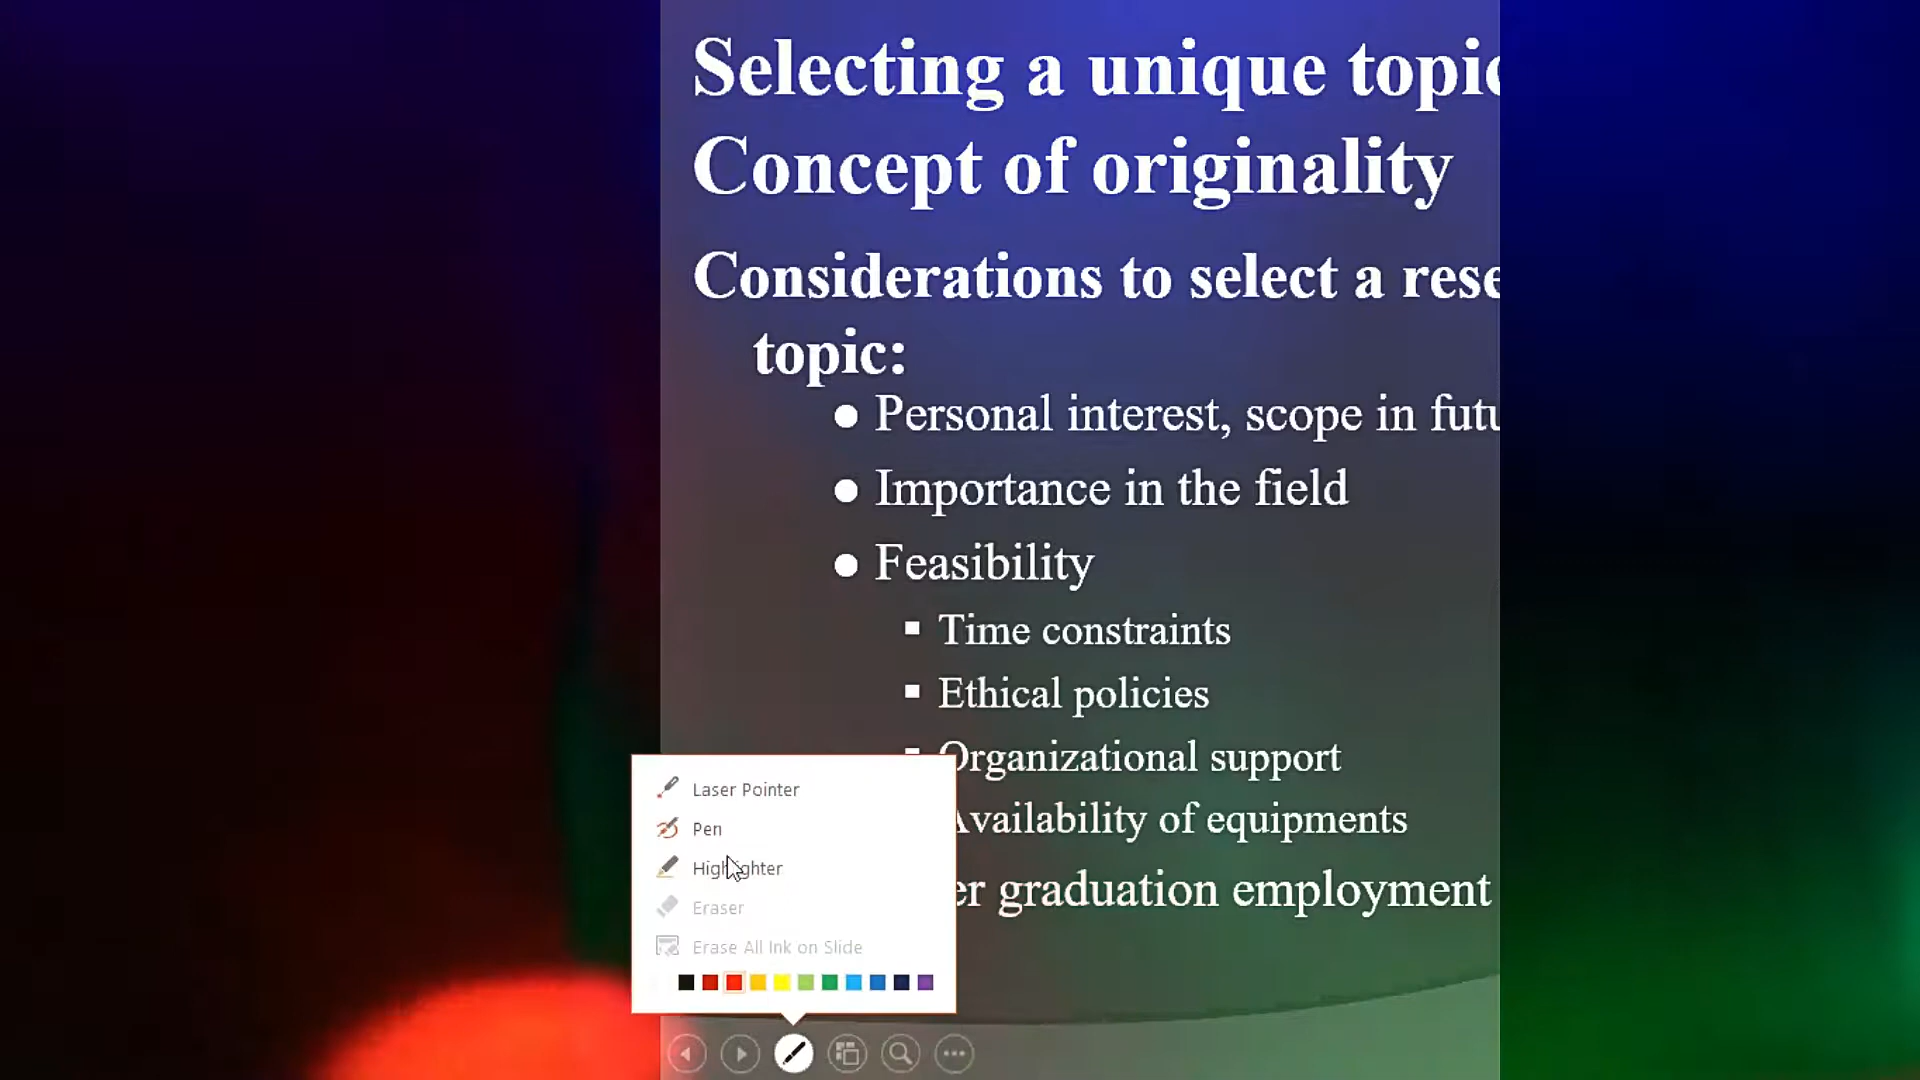 Selecting a unique topic
Concept of originality
Considerations to select a rese
topic:
Personal interest, scope in futu
Importance in the field
Feasibility
Time constraints
Ethical policies
Organizational support
Availability of equipments
er graduation employment
Laser Pointer
Pen
Highlighter
Eraser
Erase All Ink on Slide